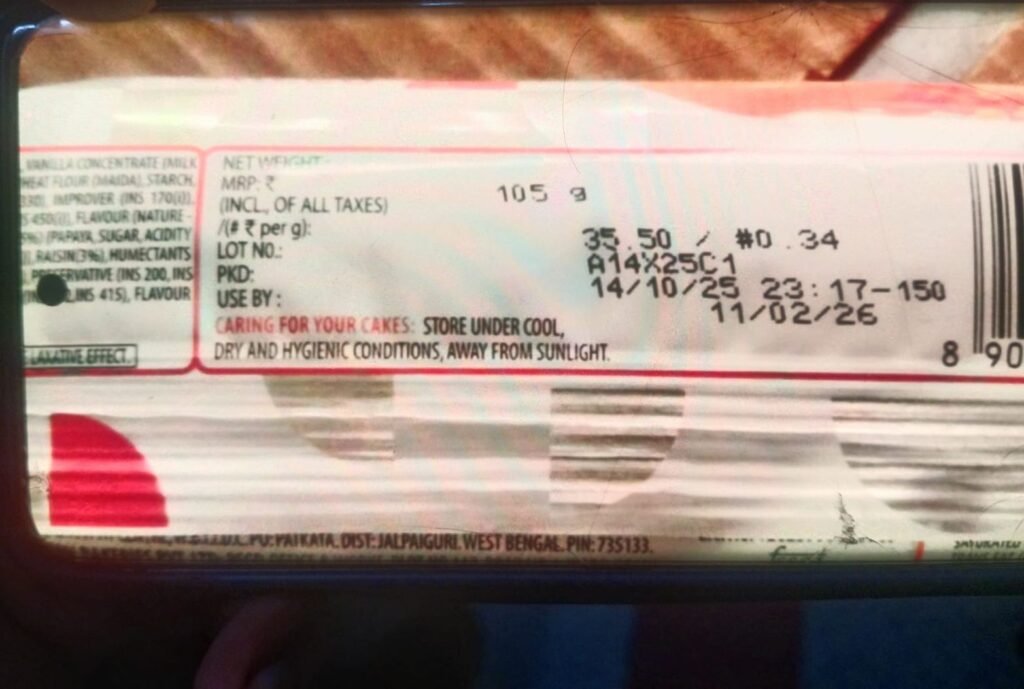 VANILLA CONCENTRATE (MILK
HEAT FLOUR (MAIDA), STARCH,
IMPROVER (INS 170(i)),
450(i)), FLAVOUR (NATURE -
(PAPAYA, SUGAR, ACIDITY
RAISIN(3%), HUMECTANTS
PRESERVATIVE (INS 200, INS
INS 415), FLAVOUR
LAXATIVE EFFECT.
NET WEIGHT: 105 g
MRP: ₹
(INCL, OF ALL TAXES)
/(# ₹ per g): 35.50 / #0.34
LOT NO.: A14X25C1
PKD: 14/10/25 23:17-150
USE BY : 11/02/26
CARING FOR YOUR CAKES: STORE UNDER COOL,
DRY AND HYGIENIC CONDITIONS, AWAY FROM SUNLIGHT.
8 90
PO: PATKATA, DIST: JALPAIGURI, WEST BENGAL, PIN: 735133.